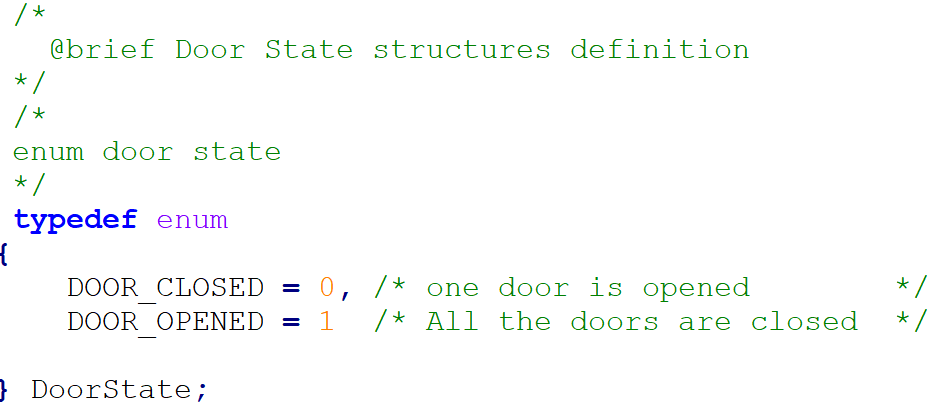 /*
  @brief Door State structures definition
*/
/*
enum door state
*/
typedef enum
{
   DOOR_CLOSED = 0, /* one door is opened        */
   DOOR_OPENED = 1  /* All the doors are closed  */
} DoorState;